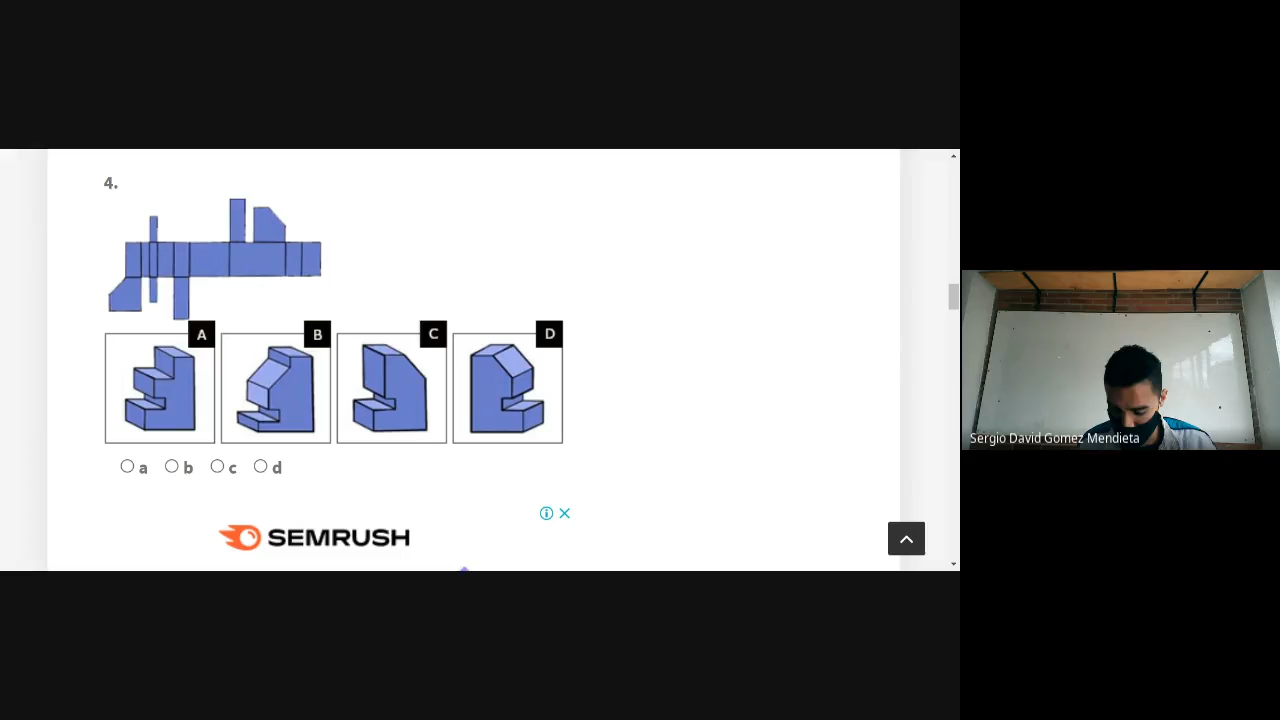 4.
A B C D
a b c d
SEMRUSH
Sergio David Gomez Mendieta